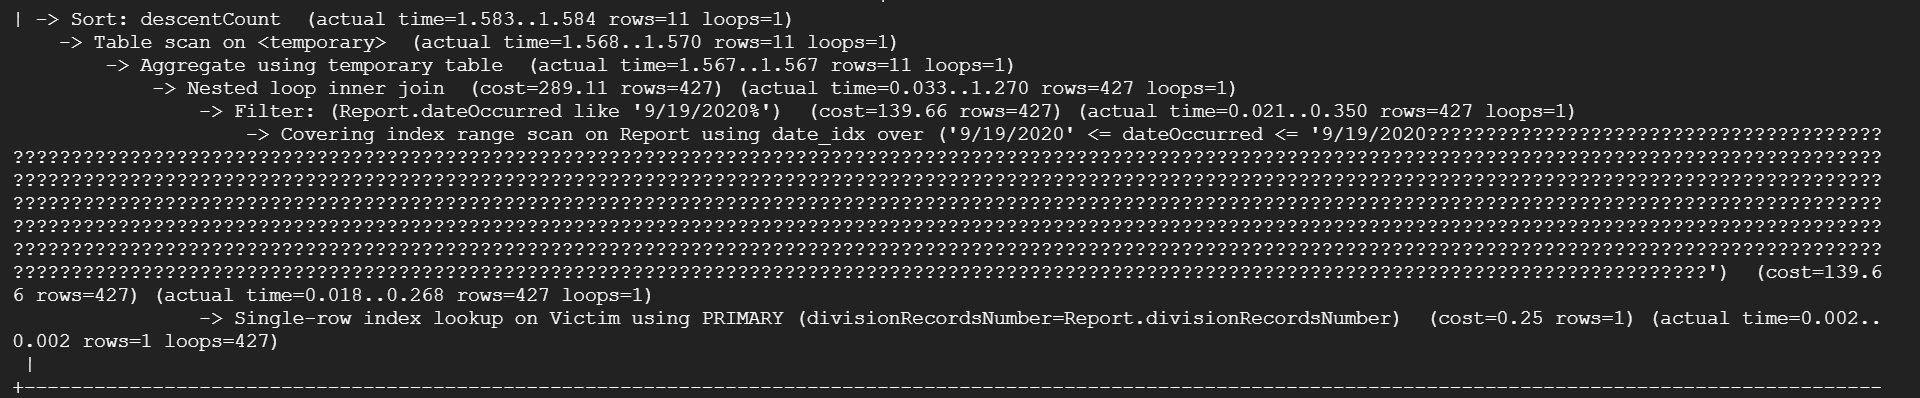 | -> Sort: descentCount  (actual time=1.583..1.584 rows=11 loops=1)
    -> Table scan on <temporary>  (actual time=1.568..1.570 rows=11 loops=1)
        -> Aggregate using temporary table  (actual time=1.567..1.567 rows=11 loops=1)
            -> Nested loop inner join  (cost=289.11 rows=427) (actual time=0.033..1.270 rows=427 loops=1)
                -> Filter: (Report.dateOccurred like '9/19/2020%')  (cost=139.66 rows=427) (actual time=0.021..0.350 rows=427 loops=1)
                    -> Covering index range scan on Report using date_idx over ('9/19/2020' <= dateOccurred <= '9/19/2020???????????????????????????????????????
????????????????????????????????????????????????????????????????????????????????????????????????????????????????????????????????????????????????????????????????
????????????????????????????????????????????????????????????????????????????????????????????????????????????????????????????????????????????????????????????????
????????????????????????????????????????????????????????????????????????????????????????????????????????????????????????????????????????????????????????????????
????????????????????????????????????????????????????????????????????????????????????????????????????????????????????????????????????????????????????????????????
????????????????????????????????????????????????????????????????????????????????????????????????????????????????????????????????????????????????????????????????
?????????????????????????????????????????????????????????????????????????????????????????????????????????????????????????????????????????????????')  (cost=139.6
6 rows=427) (actual time=0.018..0.268 rows=427 loops=1)
                -> Single-row index lookup on Victim using PRIMARY (divisionRecordsNumber=Report.divisionRecordsNumber)  (cost=0.25 rows=1) (actual time=0.002..
0.002 rows=1 loops=427)
 |
+---------------------------------------------------------------------------------------------------------------------------------------------------------------